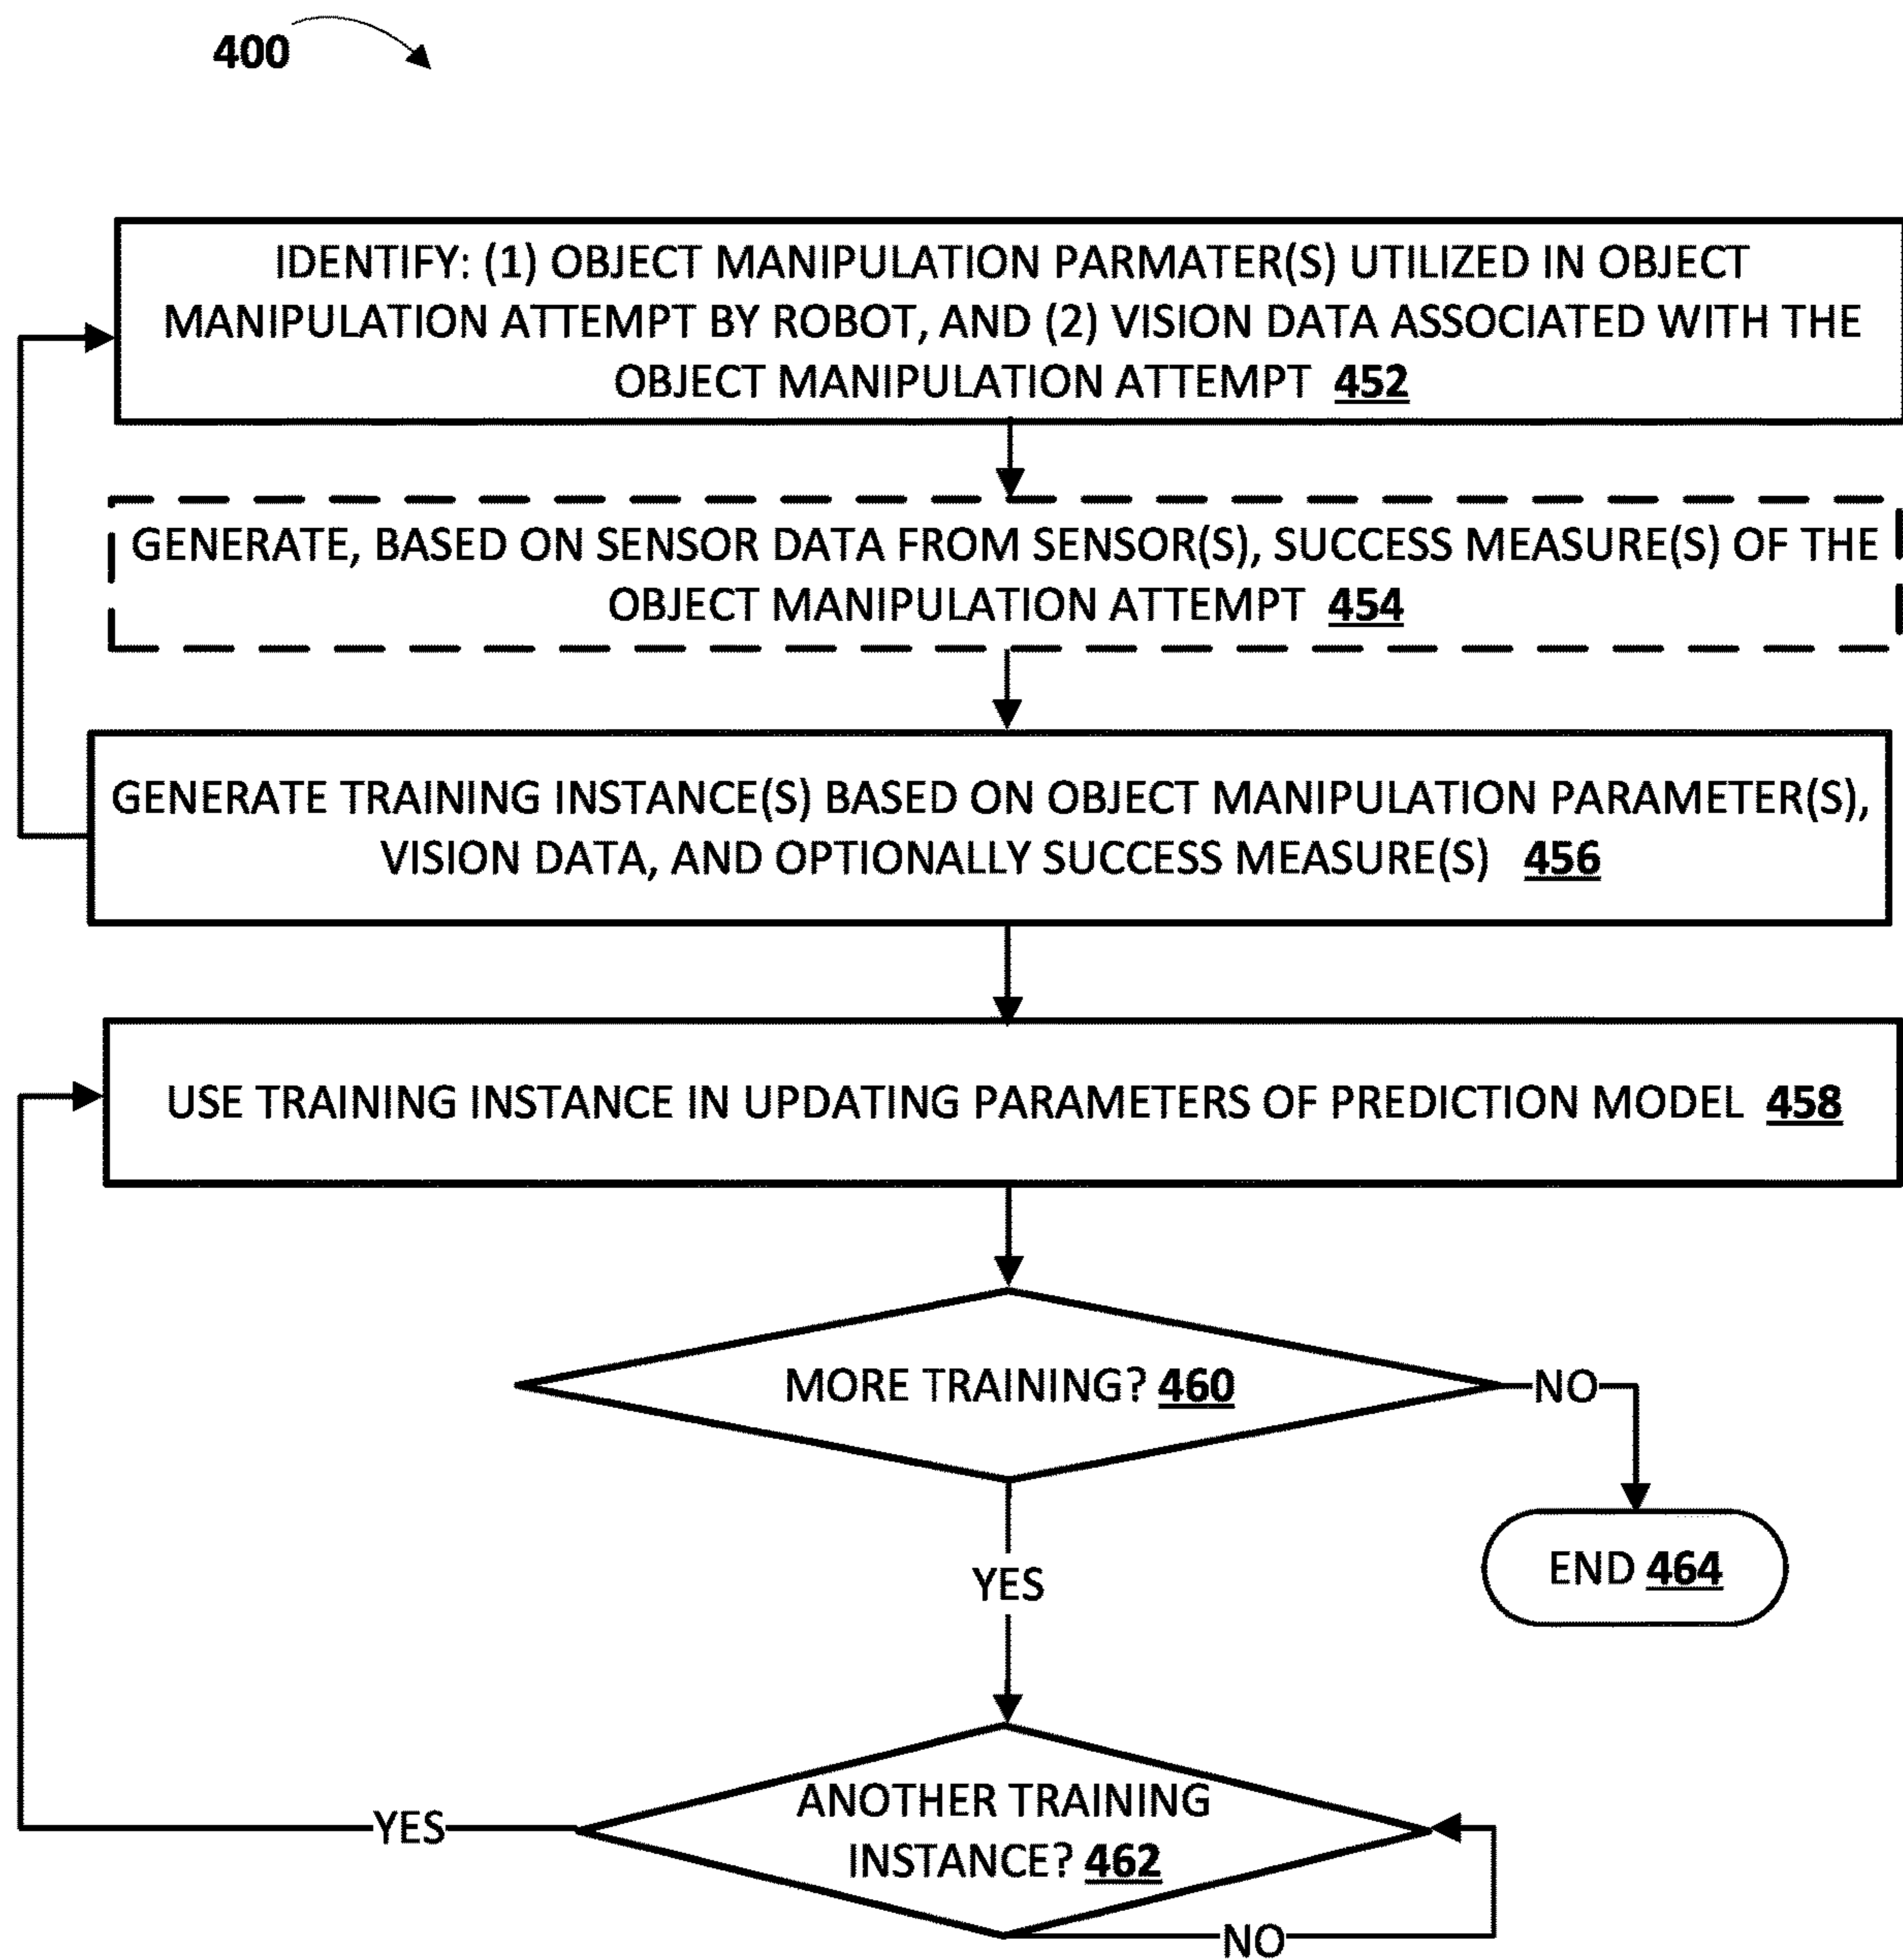 400
IDENTIFY: (1) OBJECT MANIPULATION PARMATER(S) UTILIZED IN OBJECT
MANIPULATION ATTEMPT BY ROBOT, AND (2) VISION DATA ASSOCIATED WITH THE
OBJECT MANIPULATION ATTEMPT 452
GENERATE, BASED ON SENSOR DATA FROM SENSOR(S), SUCCESS MEASURE(S) OF THE
OBJECT MANIPULATION ATTEMPT 454
GENERATE TRAINING INSTANCE(S) BASED ON OBJECT MANIPULATION PARAMETER(S),
VISION DATA, AND OPTIONALLY SUCCESS MEASURE(S) 456
USE TRAINING INSTANCE IN UPDATING PARAMETERS OF PREDICTION MODEL 458
MORE TRAINING? 460
NO
END 464
YES
ANOTHER TRAINING
INSTANCE? 462
YES
NO